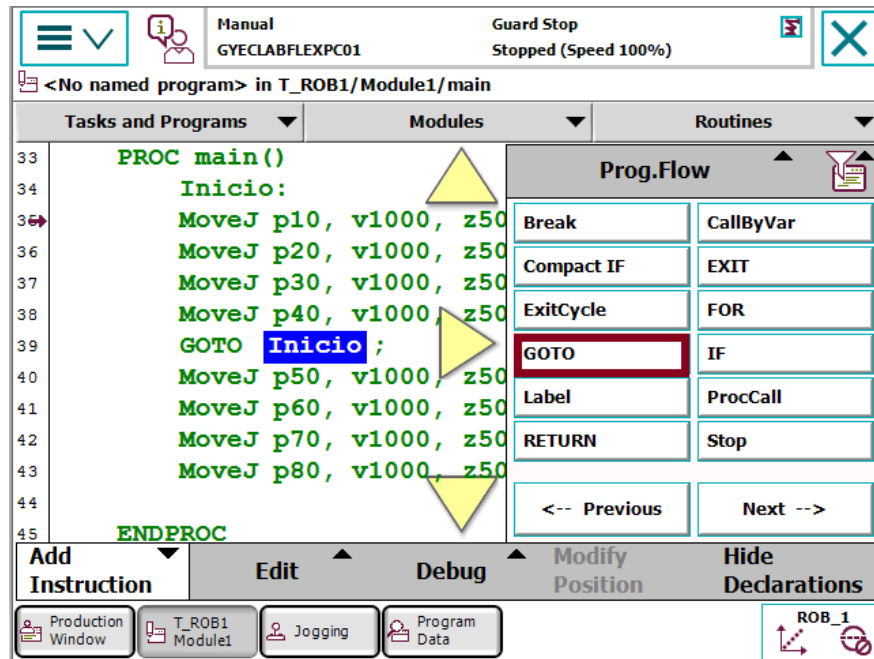 Manual
GYECLABFLEXPC01
Guard Stop
Stopped (Speed 100%)
<No named program> in T_ROB1/Module1/main
Tasks and Programs
Modules
Routines
33 PROC main()
34 Inicio:
35 MoveJ p10, v1000, z50
36 MoveJ p20, v1000, z50
37 MoveJ p30, v1000, z50
38 MoveJ p40, v1000, z50
39 GOTO Inicio;
40 MoveJ p50, v1000, z50
41 MoveJ p60, v1000, z50
42 MoveJ p70, v1000, z50
43 MoveJ p80, v1000, z50
44
45 ENDPROC
Prog.Flow
Break
CallByVar
Compact IF
EXIT
ExitCycle
FOR
GOTO
IF
Label
ProcCall
RETURN
Stop
<-- Previous
Next -->
Add
Instruction
Edit
Debug
Modify
Position
Hide
Declarations
Production
Window
T_ROB1
Module1
Jogging
Program
Data
ROB_1